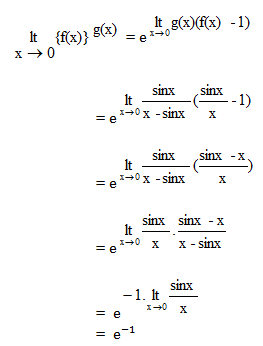 lt {f(x)} g(x) = e lt g(x)(f(x) -1)
x → 0 x→0
= e lt x→0 sinx / x - sinx ( sinx / x -1)
= e lt x→0 sinx / x - sinx ( sinx - x / x )
= e lt x→0 sinx / x . sinx - x / x - sinx
= e -1. lt x→0 sinx / x
= e -1